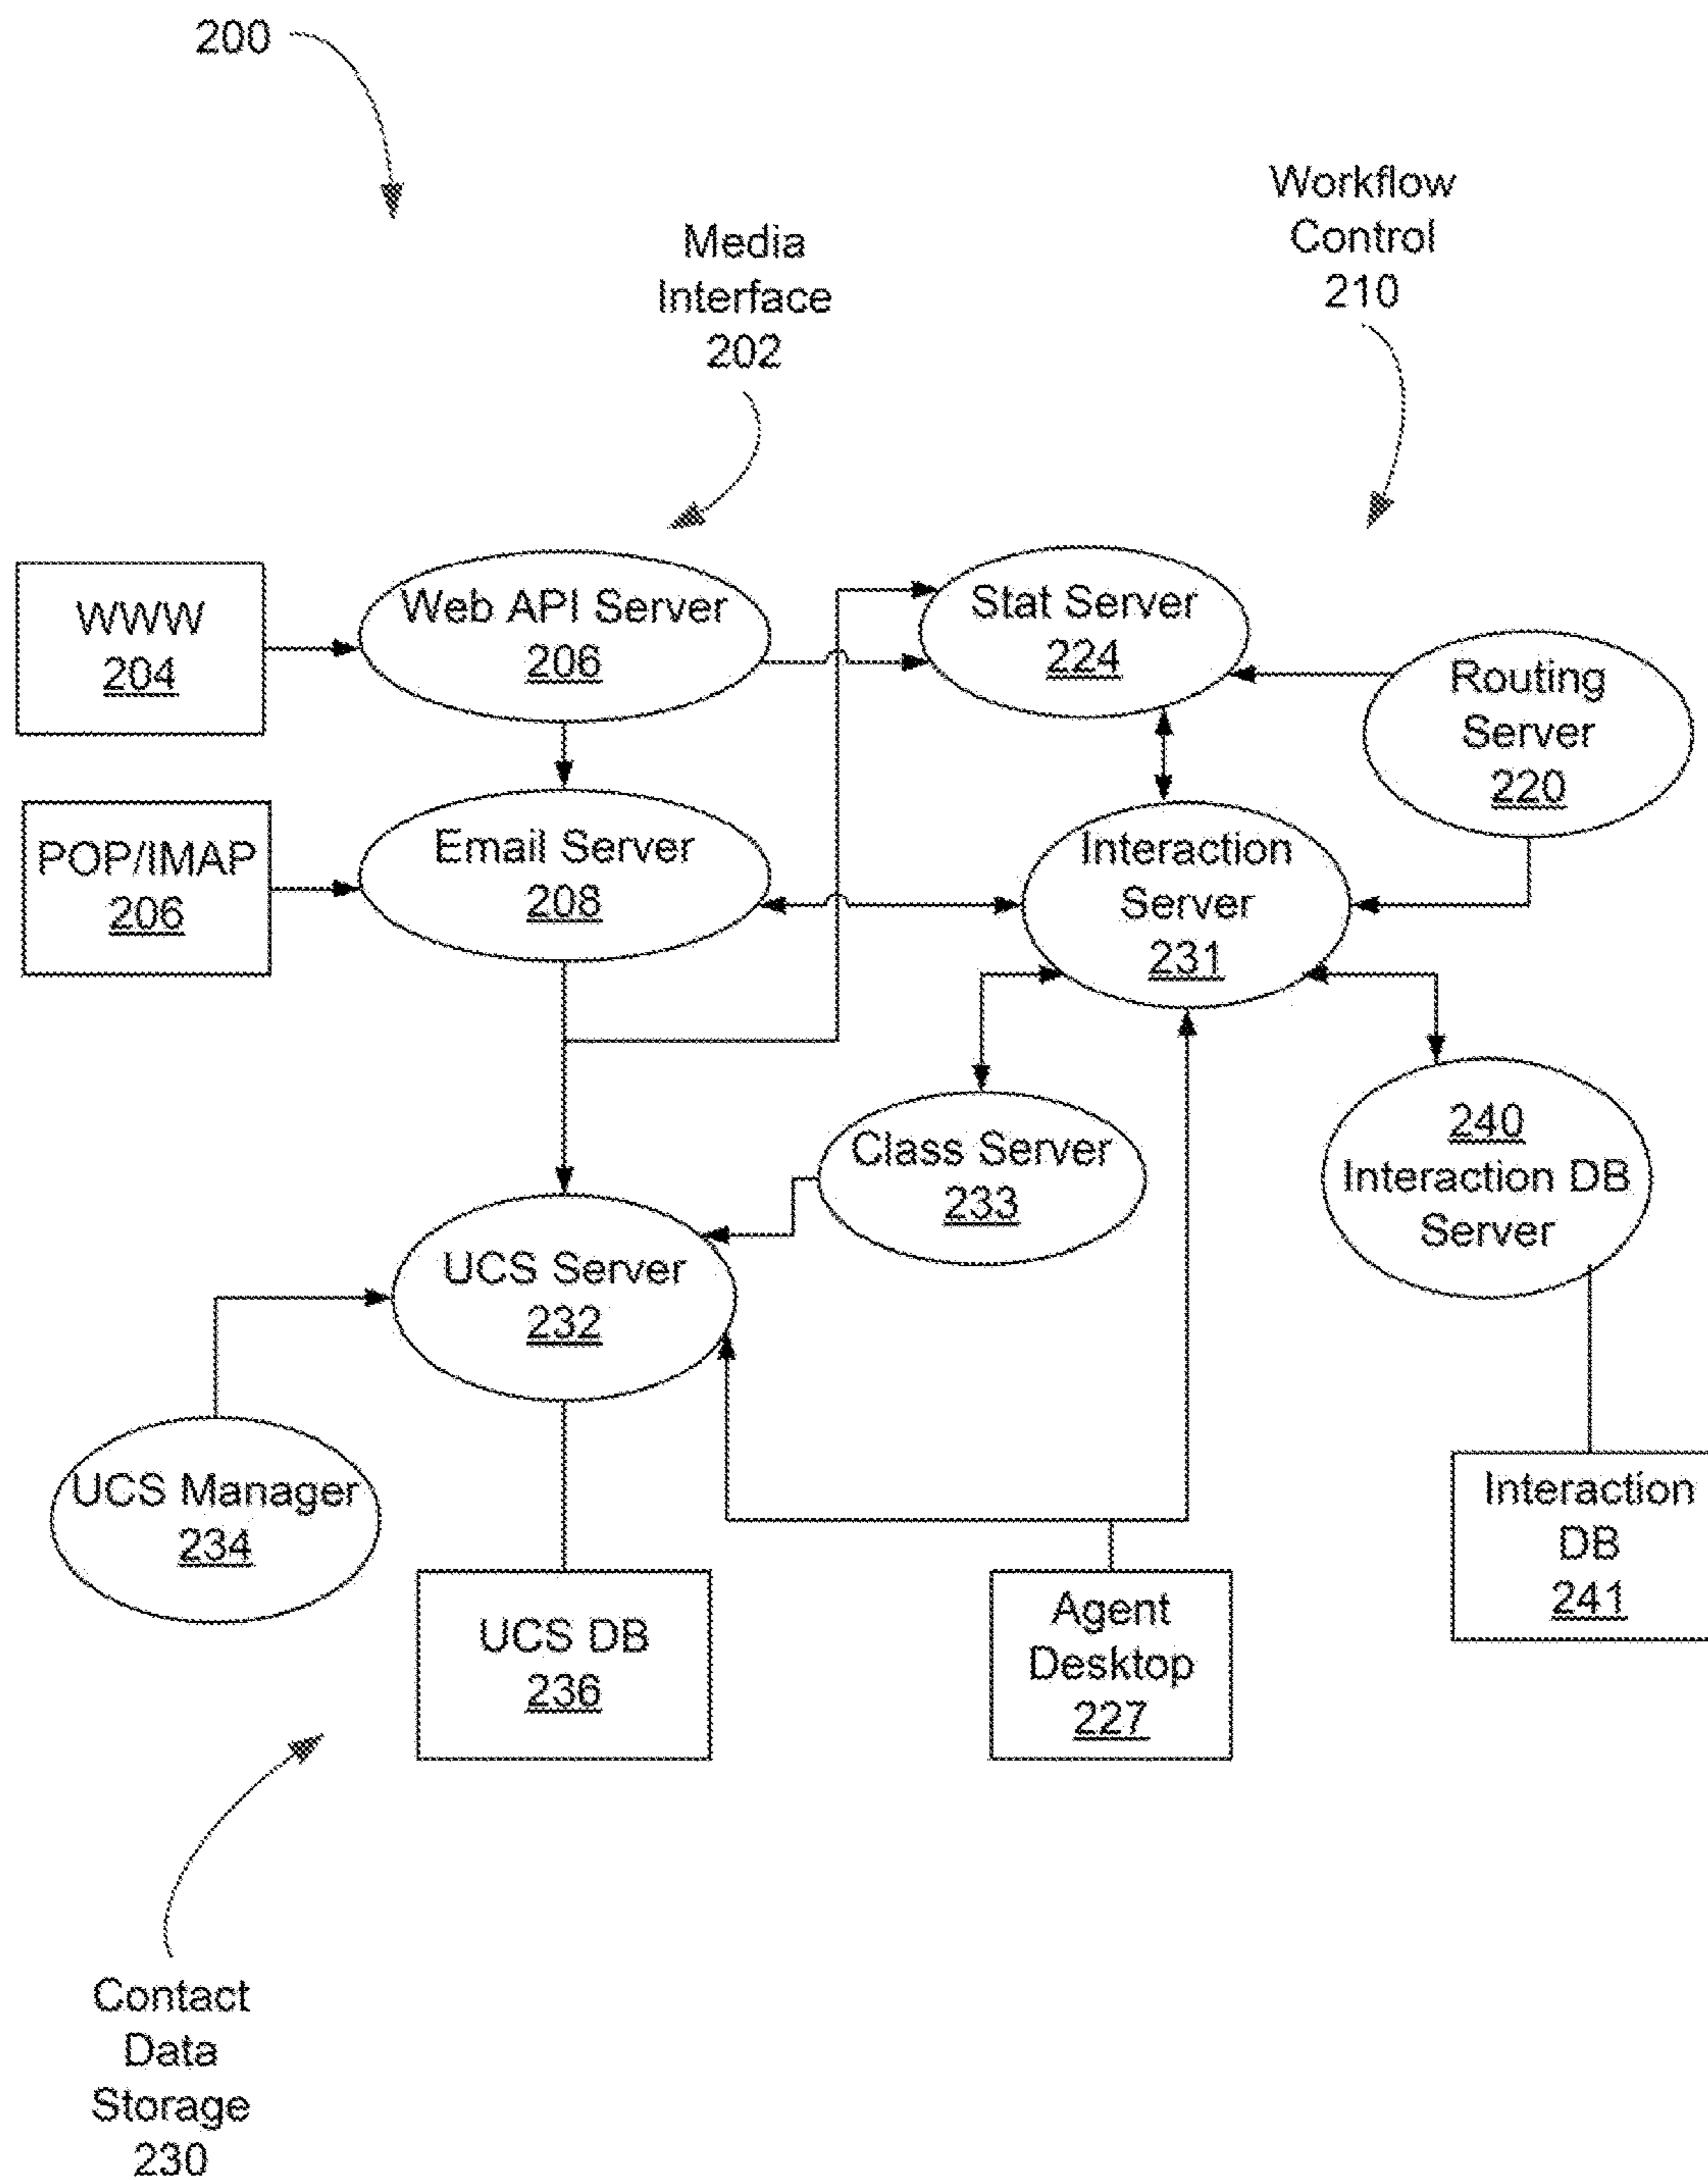 200
Workflow
Control
210
Media
Interface
202
WWW
204
Web API Server
206
Stat Server
224
Routing
Server
220
POP/IMAP
206
Email Server
208
Interaction
Server
231
Class Server
233
240
Interaction DB
Server
UCS Server
232
UCS Manager
234
UCS DB
236
Agent
Desktop
227
Interaction
DB
241
Contact
Data
Storage
230